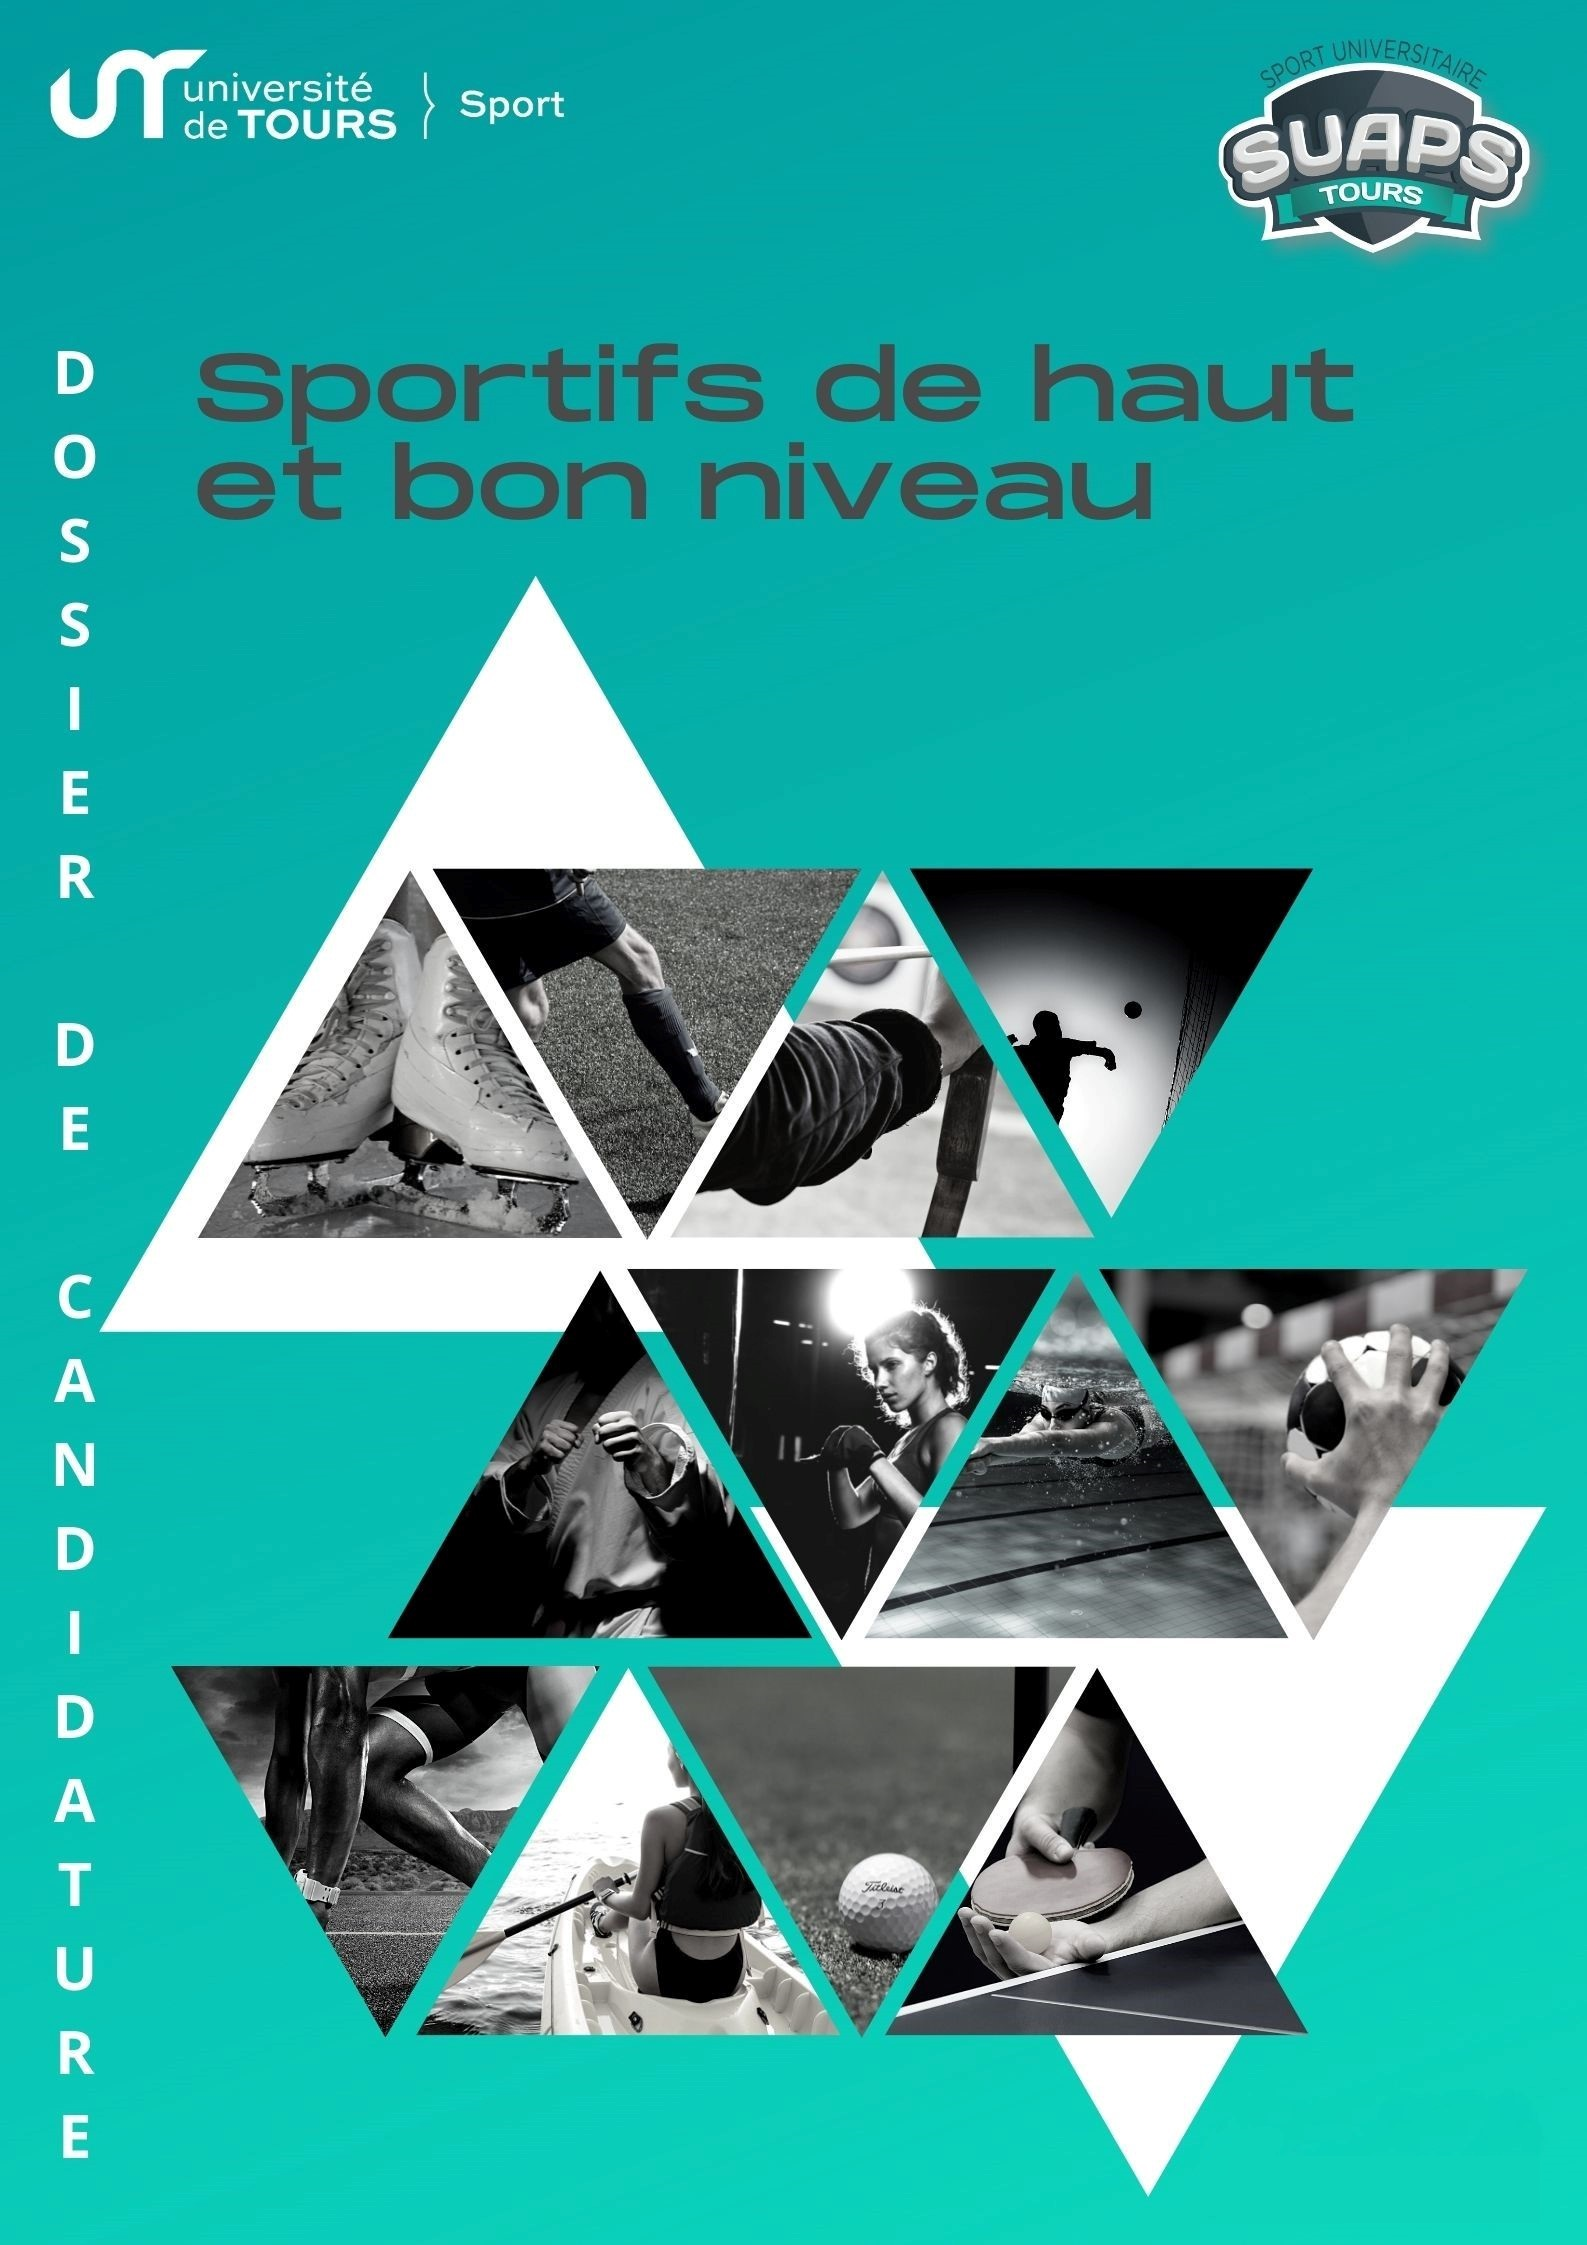 université
de TOURS
Sport
SPORT UNIVERSITAIRE
SUAPS
TOURS
Sportifs de haut
et bon niveau
DOSSIER DE CANDIDATURE
Titleist